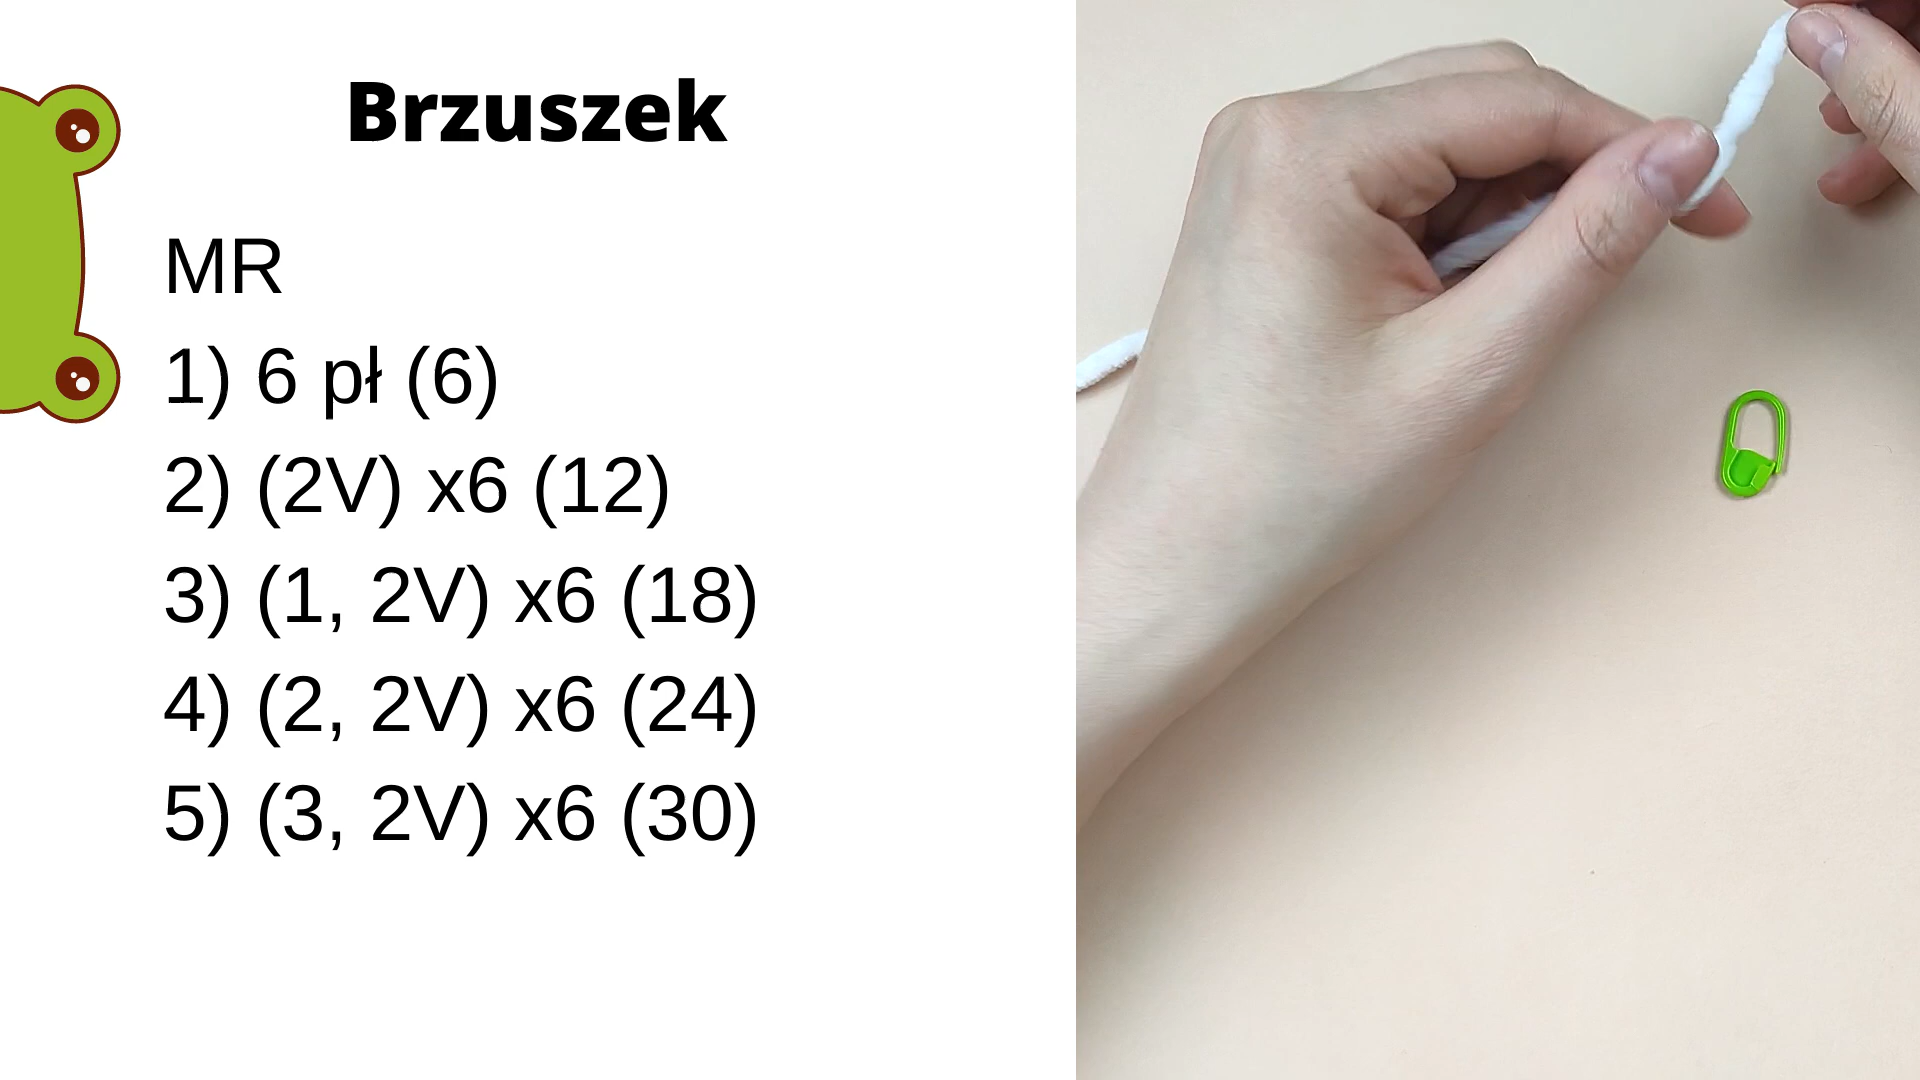 Brzuszek
MR
1) 6 pł (6)
2) (2V) x6 (12)
3) (1, 2V) x6 (18)
4) (2, 2V) x6 (24)
5) (3, 2V) x6 (30)